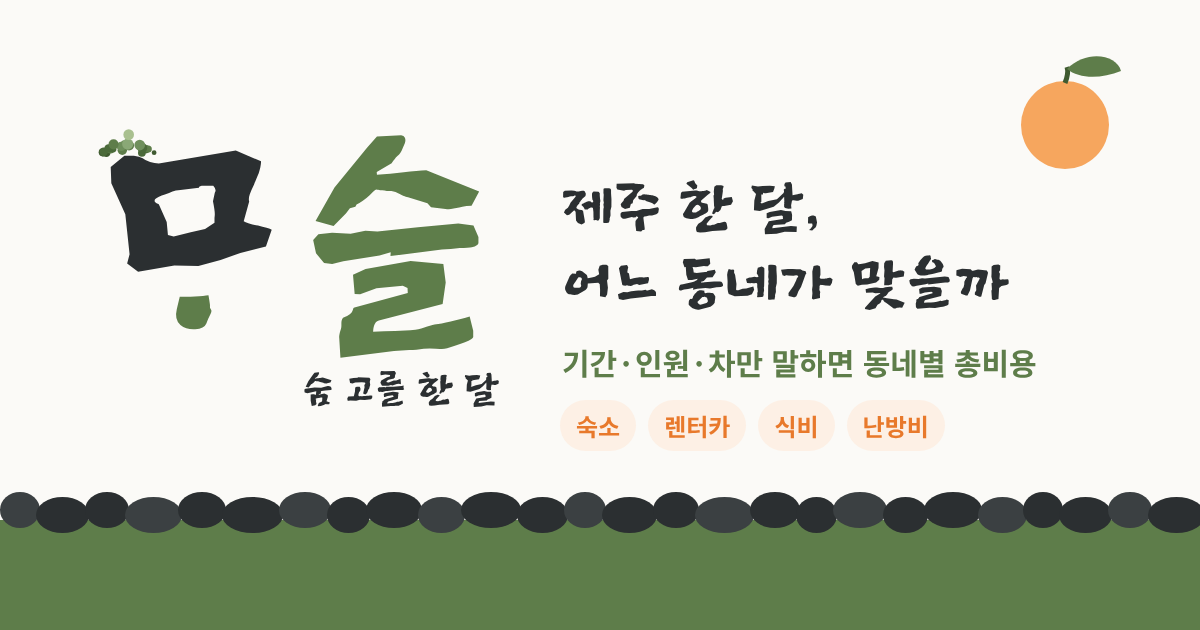 무슬
숨 고를 한 달
제주 한 달,
어느 동네가 맞을까
기간·인원·차만 말하면 동네별 총비용
숙소
렌터카
식비
난방비